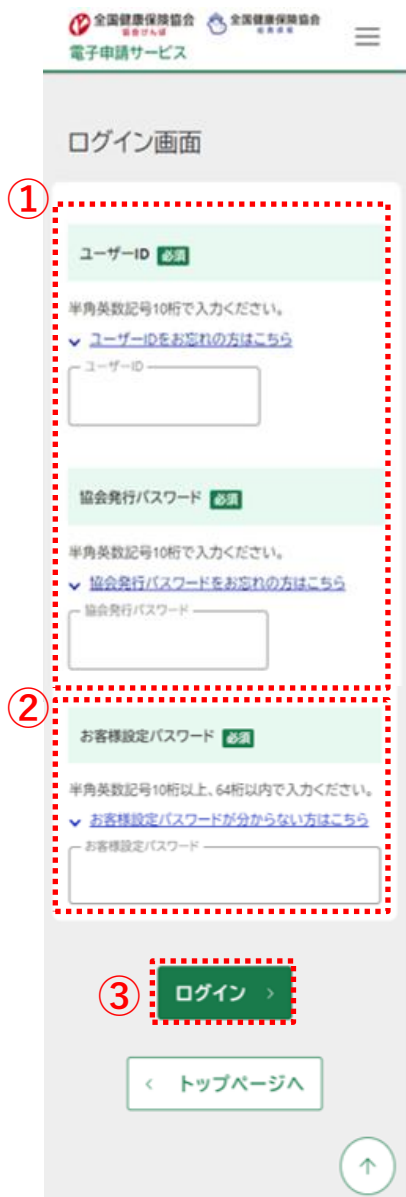 全国健康保険協会 全国健康保険協会
協会けんぽ 船員保険
電子申請サービス
ログイン画面
①
ユーザーID 必須
半角英数記号10桁で入力ください。
ユーザーIDをお忘れの方はこちら
ユーザーID
協会発行パスワード 必須
半角英数記号10桁で入力ください。
協会発行パスワードをお忘れの方はこちら
協会発行パスワード
②
お客様設定パスワード 必須
半角英数記号10桁以上、64桁以内で入力ください。
お客様設定パスワードが分からない方はこちら
お客様設定パスワード
③
ログイン
トップページへ